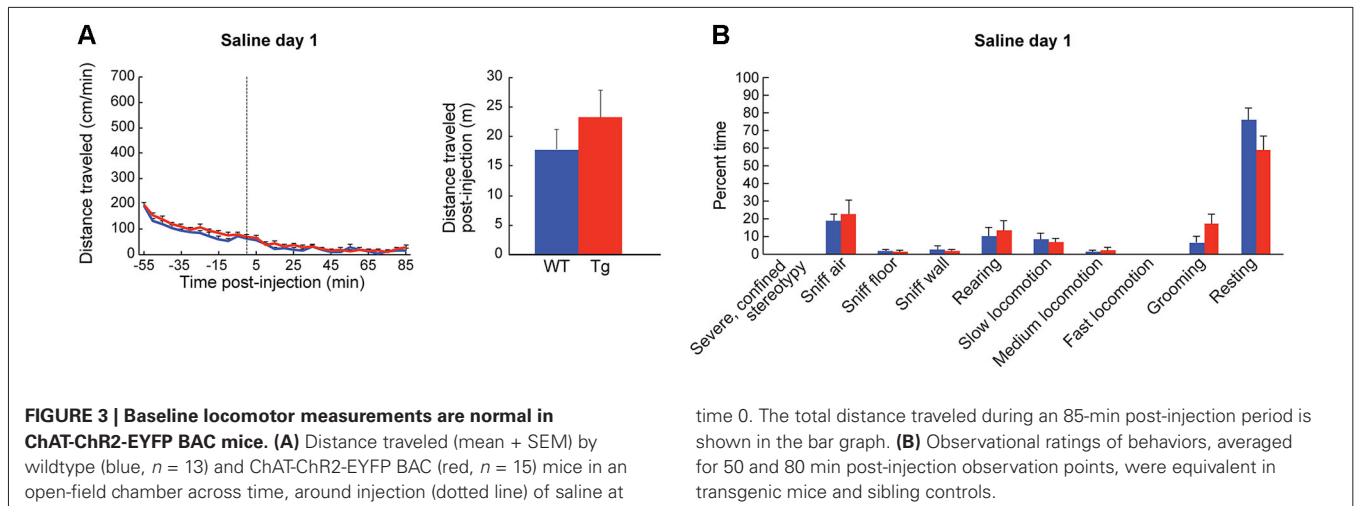 A
Saline day 1
Distance traveled (cm/min)
700
600
500
400
300
200
100
0
-55 -35 -15 5 25 45 65 85
Time post-injection (min)
Distance traveled
post-injection (m)
30
25
20
15
10
5
0
WT Tg
B
Saline day 1
Percent time
100
90
80
70
60
50
40
30
20
10
0
Severe, confined
stereotypy
Sniff air
Sniff floor
Sniff wall
Rearing
Slow locomotion
Medium locomotion
Fast locomotion
Grooming
Resting
FIGURE 3 | Baseline locomotor measurements are normal in
ChAT-ChR2-EYFP BAC mice. (A) Distance traveled (mean + SEM) by
wildtype (blue, n = 13) and ChAT-ChR2-EYFP BAC (red, n = 15) mice in an
open-field chamber across time, around injection (dotted line) of saline at
time 0. The total distance traveled during an 85-min post-injection period is
shown in the bar graph. (B) Observational ratings of behaviors, averaged
for 50 and 80 min post-injection observation points, were equivalent in
transgenic mice and sibling controls.